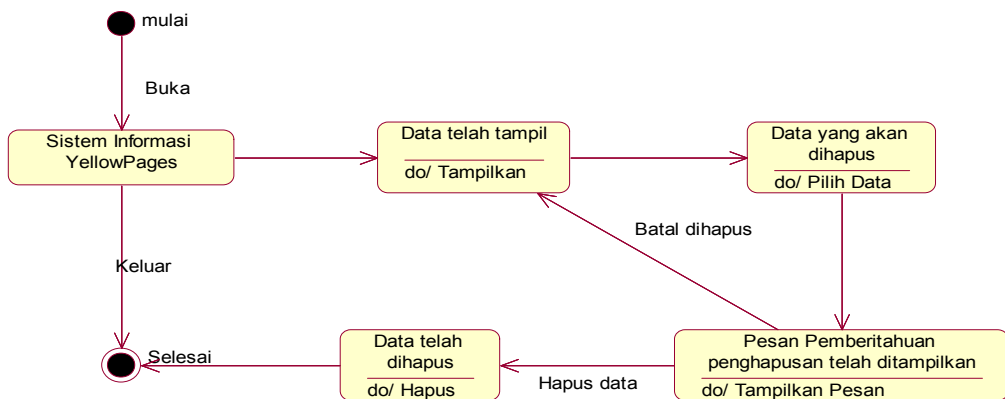 mulai
Buka
Sistem Informasi
YellowPages
Data telah tampil
do/ Tampilkan
Data yang akan
dihapus
do/ Pilih Data
Batal dihapus
Keluar
Selesai
Data telah
dihapus
do/ Hapus
Hapus data
Pesan Pemberitahuan
penghapusan telah ditampilkan
do/ Tampilkan Pesan